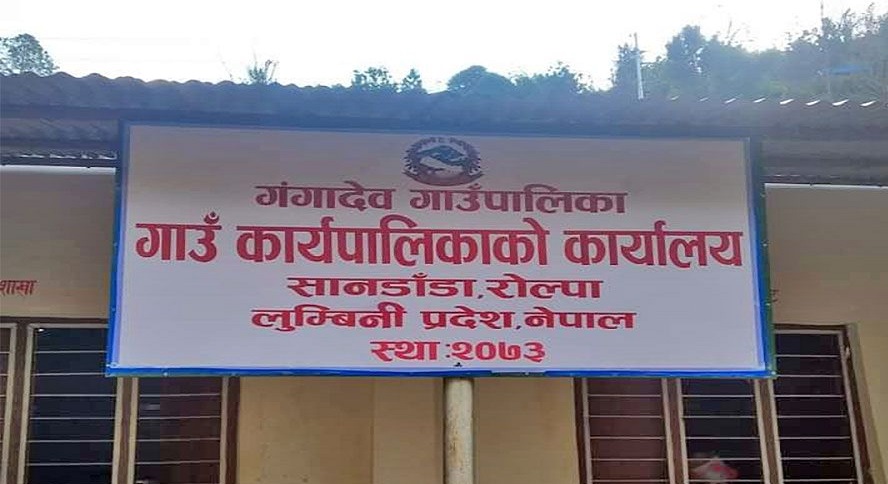 गंगादेव गाउँपालिका
गाउँ कार्यपालिकाको कार्यालय
सानडाँडा, रोल्पा
लुम्बिनी प्रदेश, नेपाल
स्था : २०७३
शाखा